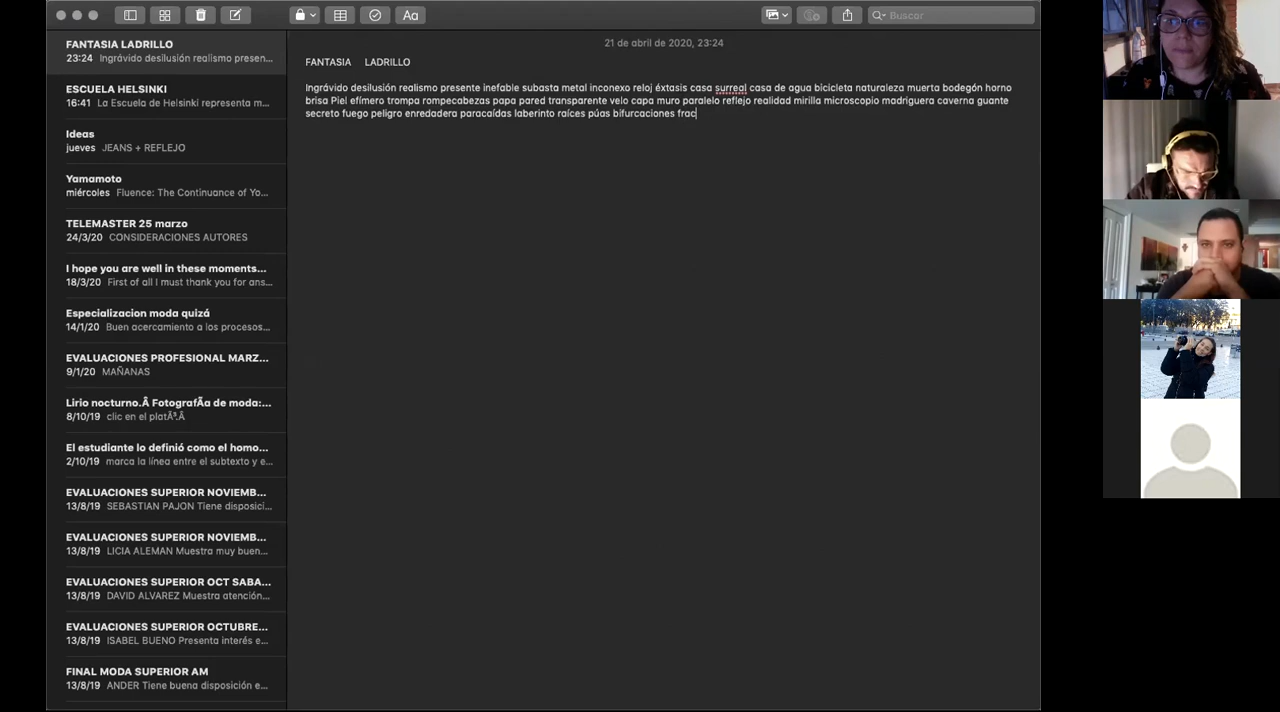 Buscar
FANTASIA LADRILLO
23:24 Ingrávido desilusión realismo presen...
ESCUELA HELSINKI
16:41 La Escuela de Helsinki representa m...
Ideas
jueves JEANS + REFLEJO
Yamamoto
miércoles Fluence: The Continuance of Yo...
TELEMASTER 25 marzo
24/3/20 CONSIDERACIONES AUTORES
I hope you are well in these moments...
18/3/20 First of all I must thank you for ans...
Especializacion moda quizá
14/1/20 Buen acercamiento a los procesos...
EVALUACIONES PROFESIONAL MARZ...
9/1/20 MAÑANAS
Lirio nocturno.Â FotografÃa de moda:...
8/10/19 clic en el platÃ³.Â
El estudiante lo definió como el homo...
2/10/19 marca la línea entre el subtexto y e...
EVALUACIONES SUPERIOR NOVIEMB...
13/8/19 SEBASTIAN PAJON Tiene disposici...
EVALUACIONES SUPERIOR NOVIEMB...
13/8/19 LICIA ALEMAN Muestra muy buen...
EVALUACIONES SUPERIOR OCT SABA...
13/8/19 DAVID ALVAREZ Muestra atención...
EVALUACIONES SUPERIOR OCTUBRE...
13/8/19 ISABEL BUENO Presenta interés e...
FINAL MODA SUPERIOR AM
13/8/19 ANDER Tiene buena disposición e...
21 de abril de 2020, 23:24
FANTASIA LADRILLO
Ingrávido desilusión realismo presente inefable subasta metal inconexo reloj éxtasis casa surreal casa de agua bicicleta naturaleza muerta bodegón horno
brisa Piel efímero trompa rompecabezas papa pared transparente velo capa muro paralelo reflejo realidad mirilla microscopio madriguera caverna guante
secreto fuego peligro enredadera paracaídas laberinto raíces púas bifurcaciones frac